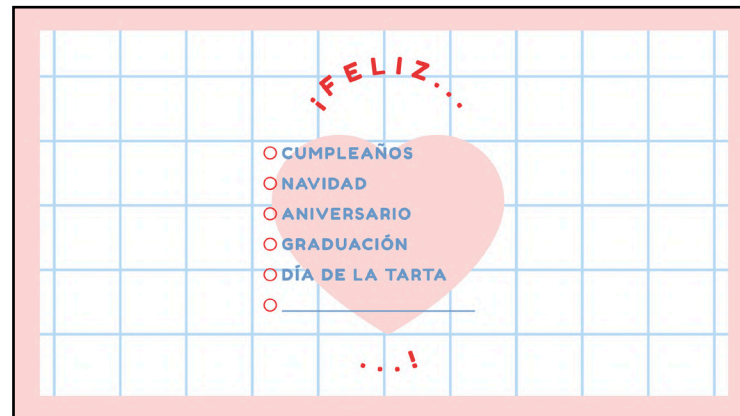 ¡FELIZ...
CUMPLEAÑOS
NAVIDAD
ANIVERSARIO
GRADUACIÓN
DÍA DE LA TARTA
...!